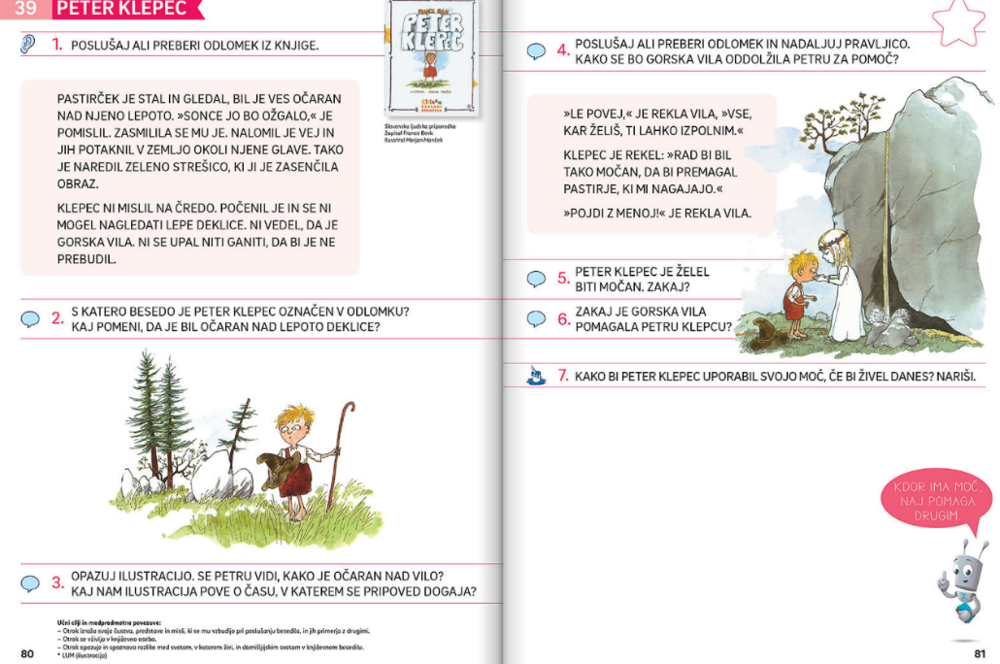 39 PETER KLEPEC
1. POSLUŠAJ ALI PREBERI ODLOMEK IZ KNJIGE.
FRANCE BEVK
PETER
KLEPEC
Slovenska ljudska pripovedka
Zapisal France Bevk
Ilustriral Marjan Manček
PASTIRČEK JE STAL IN GLEDAL, BIL JE VES OČARAN
NAD NJENO LEPOTO. »SONCE JO BO OŽGALO,« JE
POMISLIL. ZASMILILA SE MU JE. NALOMIL JE VEJ IN
JIH POTAKNIL V ZEMLJO OKOLI NJENE GLAVE. TAKO
JE NAREDIL ZELENO STREŠICO, KI JI JE ZASENČILA
OBRAZ.
KLEPEC NI MISLIL NA ČREDO. POČENIL JE IN SE NI
MOGEL NAGLEDATI LEPE DEKLICE. NI VEDEL, DA JE
GORSKA VILA. NI SE UPAL NITI GANITI, DA BI JE NE
PREBUDIL.
2. S KATERO BESEDO JE PETER KLEPEC OZNAČEN V ODLOMKU?
KAJ POMENI, DA JE BIL OČARAN NAD LEPOTO DEKLICE?
3. OPAZUJ ILUSTRACIJO. SE PETRU VIDI, KAKO JE OČARAN NAD VILO?
KAJ NAM ILUSTRACIJA POVE O ČASU, V KATEREM SE PRIPOVED DOGAJA?
Učni cilji in medpredmetne povezave:
– Otrok izraža svoja čustva, predstave in misli, ki se mu vzbudijo pri poslušanju besedila, in jih primerja z drugimi.
– Otrok se vživlja v književno osebo.
– Otrok opazuje in spoznava razlike med svetom, v katerem živi, in domišljijskim svetom v književnem besedilu.
* LUM (ilustracija)
80
4. POSLUŠAJ ALI PREBERI ODLOMEK IN NADALJUJ PRAVLJICO.
KAKO SE BO GORSKA VILA ODDOLŽILA PETRU ZA POMOČ?
»LE POVEJ,« JE REKLA VILA, »VSE,
KAR ŽELIŠ, TI LAHKO IZPOLNIM.«
KLEPEC JE REKEL: »RAD BI BIL
TAKO MOČAN, DA BI PREMAGAL
PASTIRJE, KI MI NAGAJAJO.«
»POJDI Z MENOJ!« JE REKLA VILA.
5. PETER KLEPEC JE ŽELEL
BITI MOČAN. ZAKAJ?
6. ZAKAJ JE GORSKA VILA
POMAGALA PETRU KLEPCU?
7. KAKO BI PETER KLEPEC UPORABIL SVOJO MOČ, ČE BI ŽIVEL DANES? NARIŠI.
KDOR IMA MOČ,
NAJ POMAGA
DRUGIM.
81